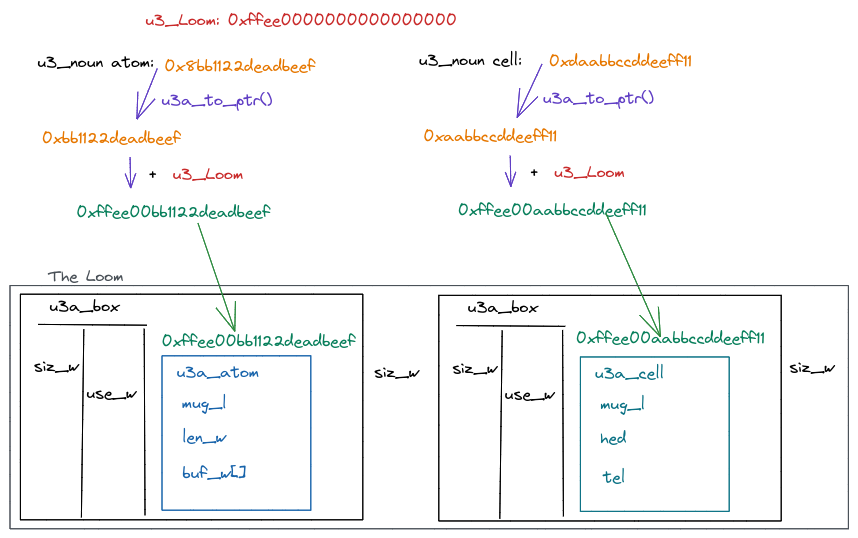 u3_Loom: 0xffee000000000000000
u3_noun atom: 0x8bb1122deadbeef
u3_noun cell: 0xdaabbccddeeff11
u3a_to_ptr()
u3a_to_ptr()
0xbb1122deadbeef
0xaabbccddeeff11
+ u3_Loom
+ u3_Loom
0xffee00bb1122deadbeef
0xffee00aabbccddeeff11
The Loom
u3a_box
siz_w
use_w
0xffee00bb1122deadbeef
u3a_atom
mug_l
len_w
buf_w[]
siz_w
u3a_box
siz_w
use_w
0xffee00aabbccddeeff11
u3a_cell
mug_l
hed
tel
siz_w